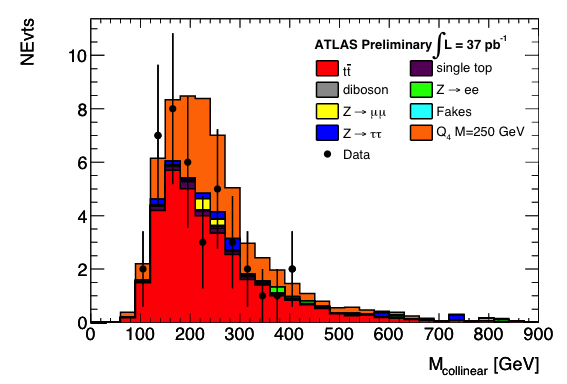 NEvts
10
8
6
4
2
0
ATLAS Preliminary ∫L = 37 pb⁻¹
tt̄ single top
diboson Z → ee
Z → μμ Fakes
Z → ττ Q₄ M=250 GeV
Data
0 100 200 300 400 500 600 700 800 900
M_collinear [GeV]